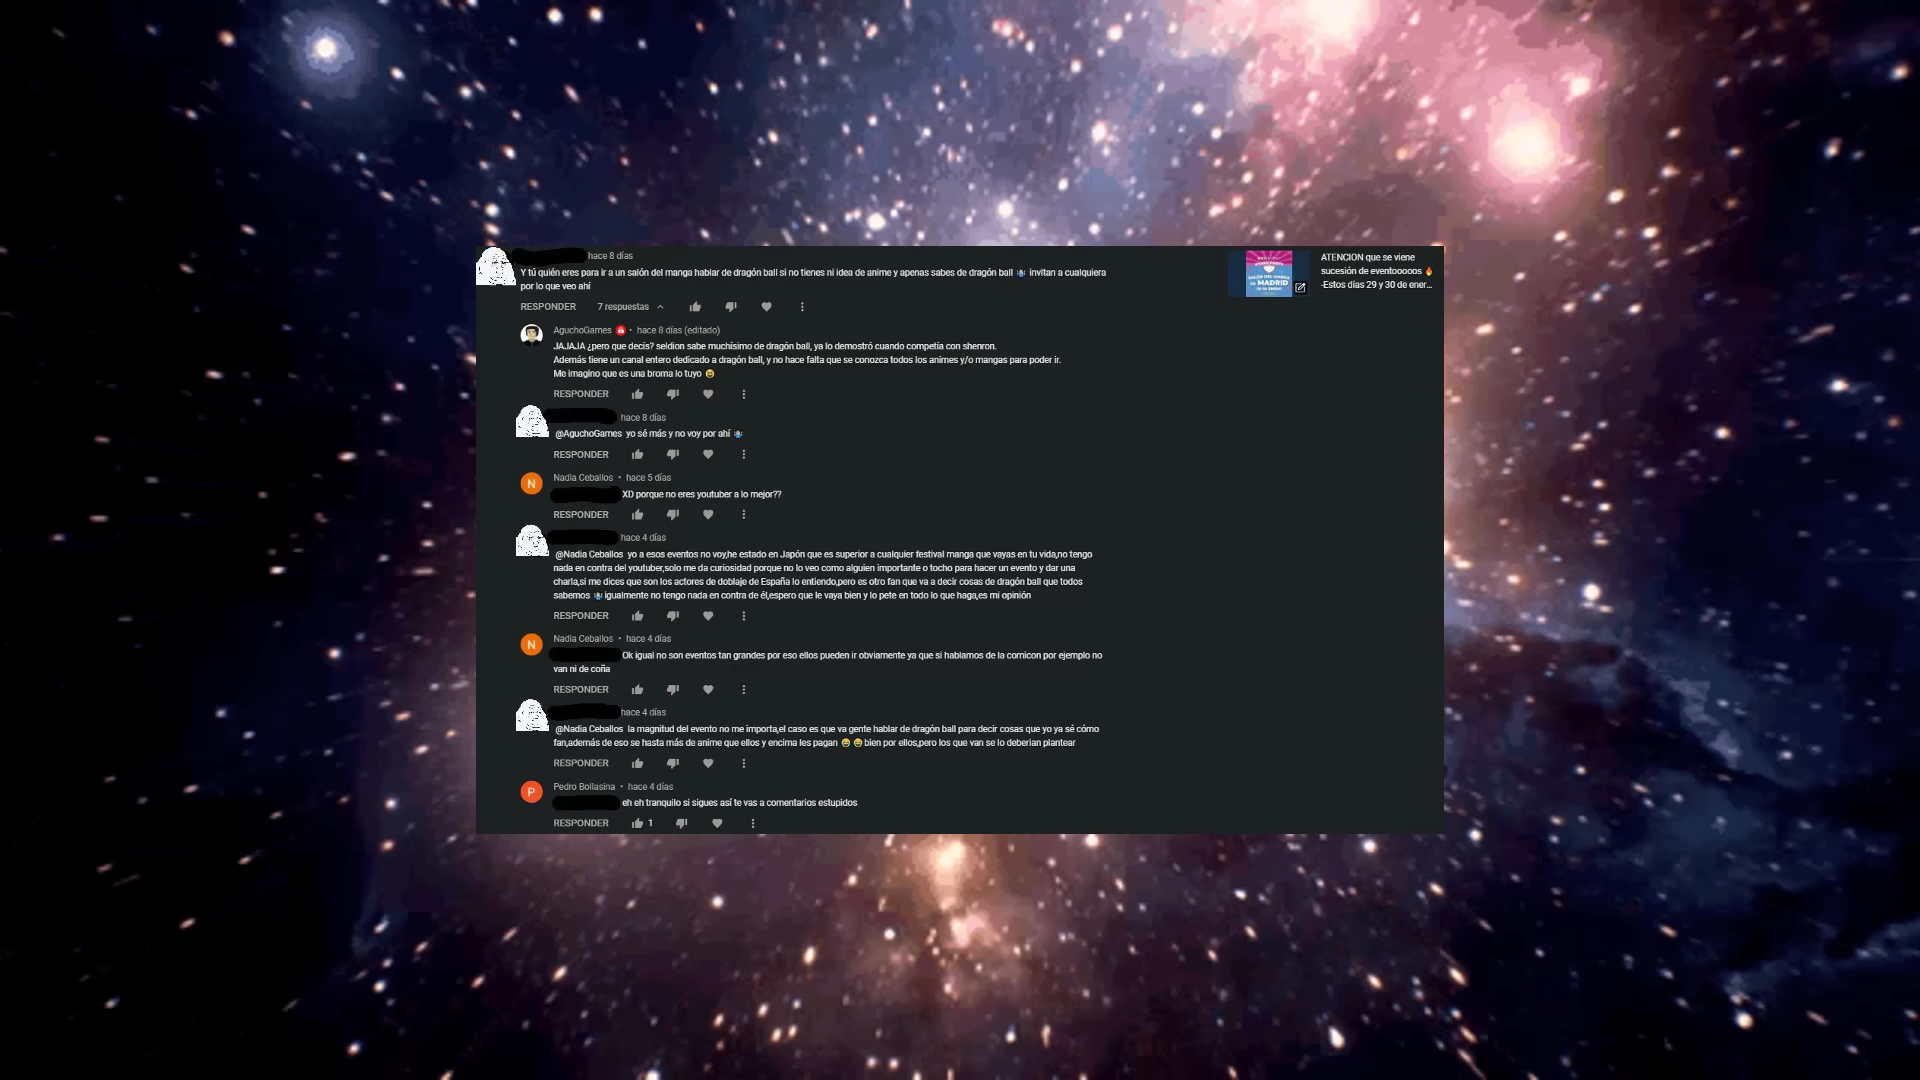 hace 8 días
Y tú quién eres para ir a un salón del manga hablar de dragón ball si no tienes ni idea de anime y apenas sabes de dragón ball 🤷 invitan a cualquiera
por lo que veo ahí
RESPONDER 7 respuestas
ATENCION que se viene
sucesión de eventooooos 🔥
-Estos días 29 y 30 de ener...
SALÓN DEL MANGA
DE MADRID
AguchoGames • hace 8 días (editado)
JAJAJA ¿pero que decís? seldion sabe muchísimo de dragón ball, ya lo demostró cuando competía con shenron.
Además tiene un canal entero dedicado a dragón ball, y no hace falta que se conozca todos los animes y/o mangas para poder ir.
Me imagino que es una broma lo tuyo 😆
RESPONDER
hace 8 días
@AguchoGames yo sé más y no voy por ahí 🤷
RESPONDER
Nadia Ceballos • hace 5 días
XD porque no eres youtuber a lo mejor??
RESPONDER
hace 4 días
@Nadia Ceballos yo a esos eventos no voy,he estado en Japón que es superior a cualquier festival manga que vayas en tu vida,no tengo
nada en contra del youtuber,solo me da curiosidad porque no lo veo como alguien importante o tocho para hacer un evento y dar una
charla,si me dices que son los actores de doblaje de España lo entiendo,pero es otro fan que va a decir cosas de dragón ball que todos
sabemos 🤷igualmente no tengo nada en contra de él,espero que le vaya bien y lo pete en todo lo que haga,es mi opinión
RESPONDER
Nadia Ceballos • hace 4 días
Ok igual no son eventos tan grandes por eso ellos pueden ir obviamente ya que si hablamos de la comicon por ejemplo no
van ni de coña
RESPONDER
hace 4 días
@Nadia Ceballos la magnitud del evento no me importa,el caso es que va gente hablar de dragón ball para decir cosas que yo ya sé cómo
fan,además de eso se hasta más de anime que ellos y encima les pagan 😂 😂 bien por ellos,pero los que van se lo deberían plantear
RESPONDER
Pedro Bollasina • hace 4 días
eh eh tranquilo si sigues así te vas a comentarios estupidos
RESPONDER 1